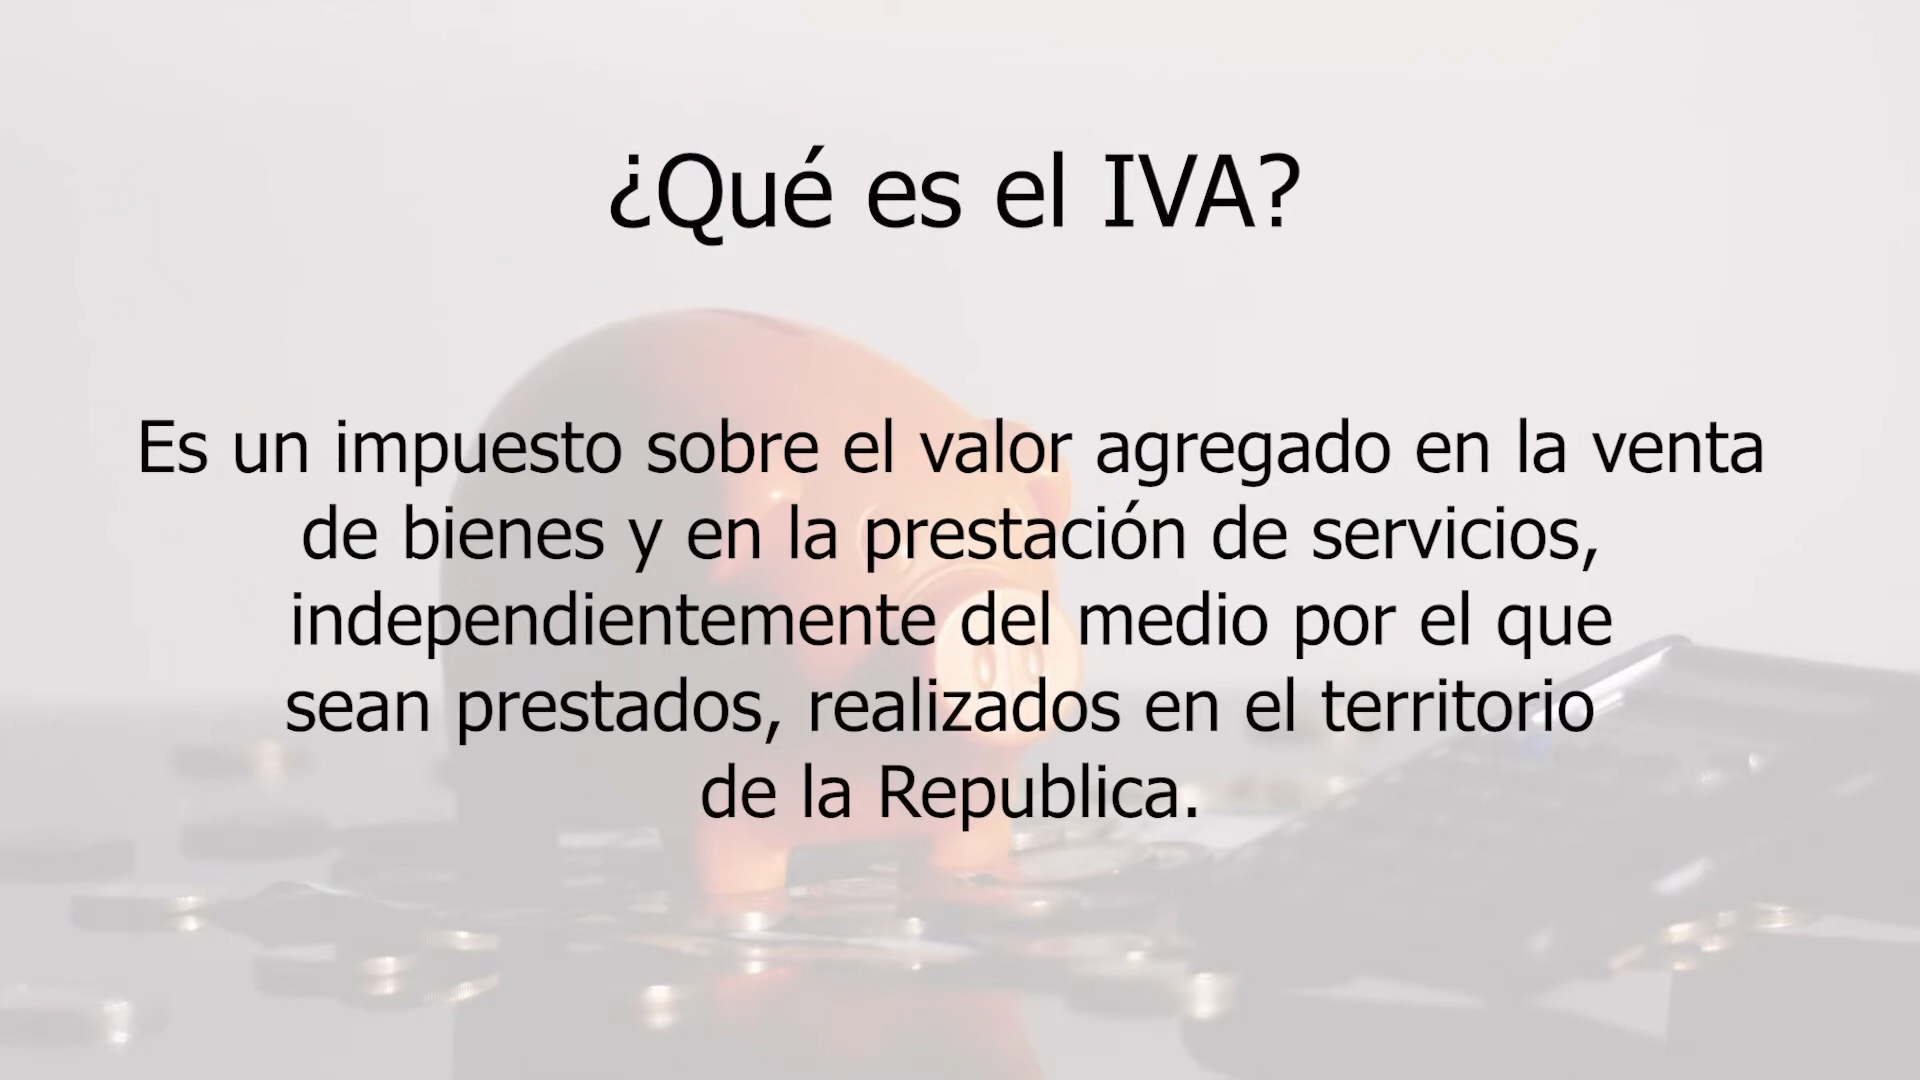 ¿Qué es el IVA?
Es un impuesto sobre el valor agregado en la venta
de bienes y en la prestación de servicios,
independientemente del medio por el que
sean prestados, realizados en el territorio
de la Republica.